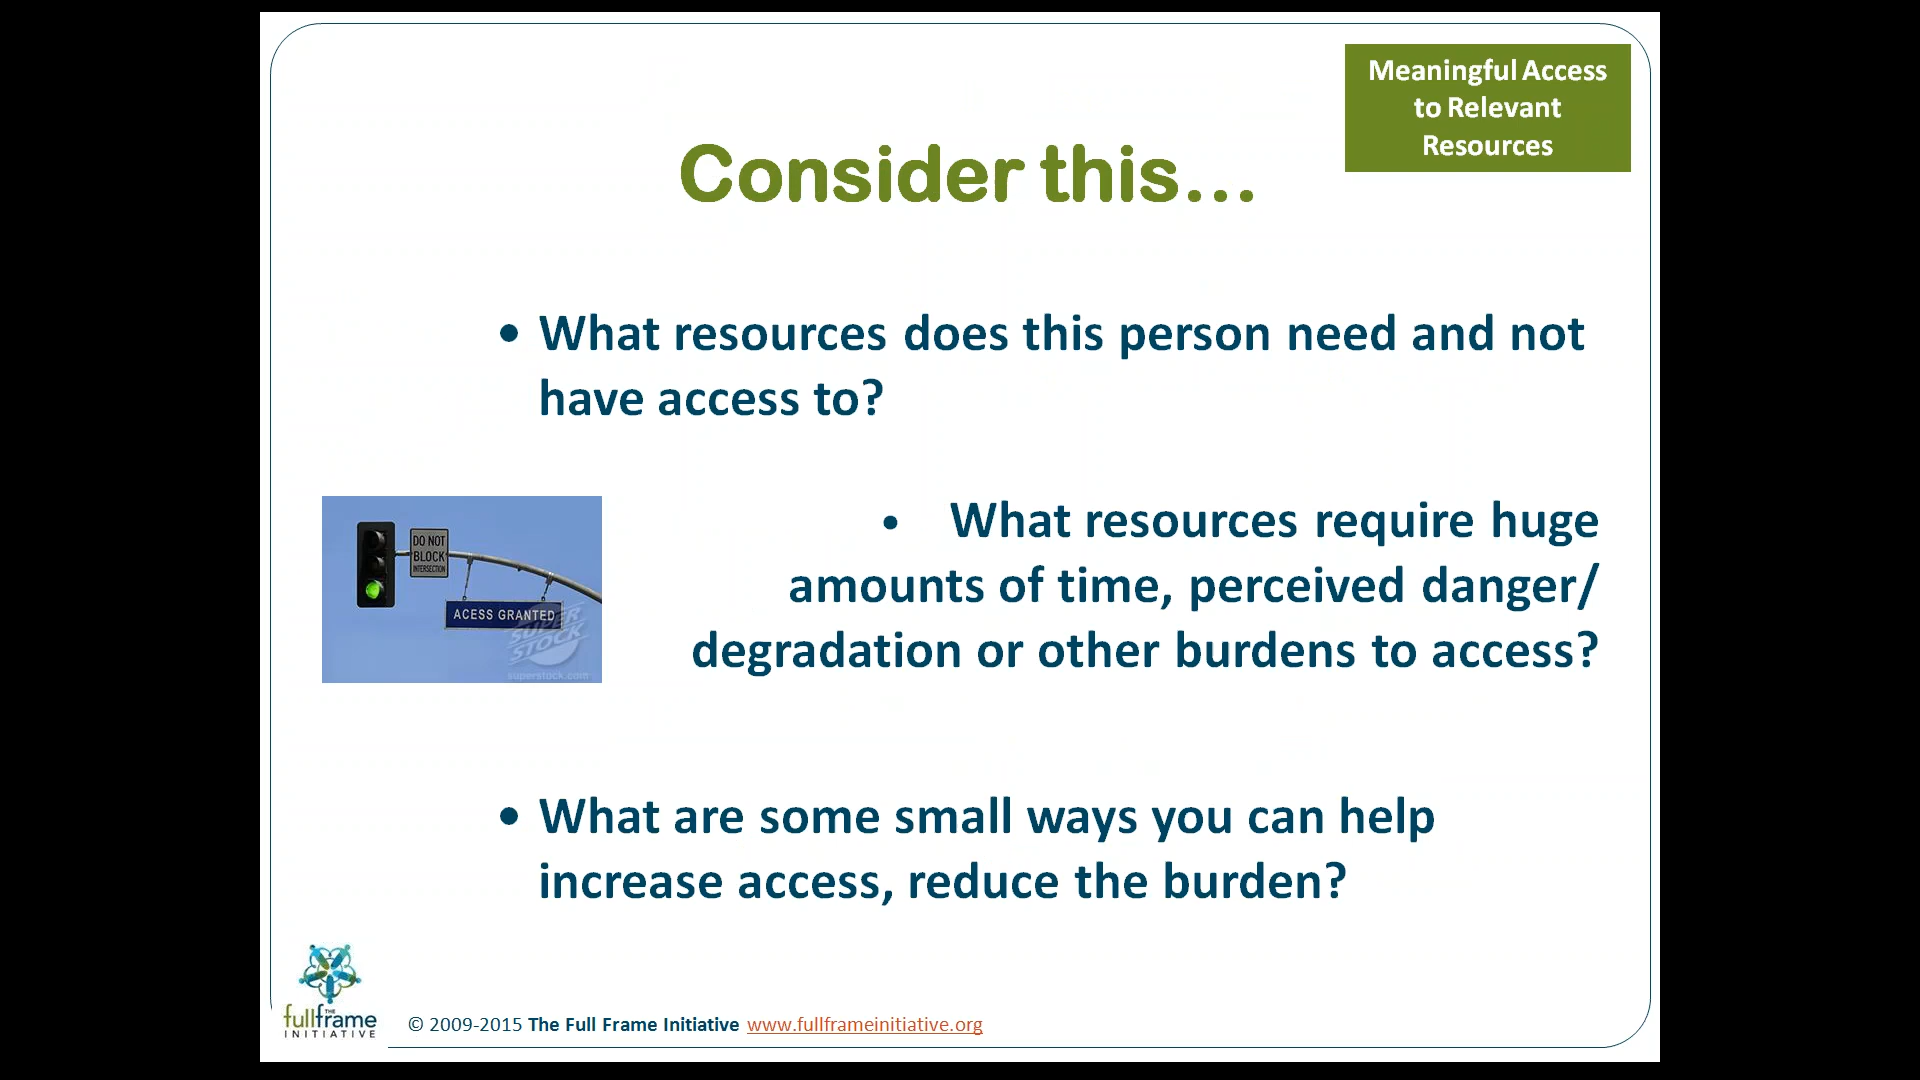 Meaningful Access
to Relevant
Resources
Consider this...
• What resources does this person need and not
have access to?
• What resources require huge
amounts of time, perceived danger/
degradation or other burdens to access?
DO NOT
BLOCK
INTERSECTION
ACESS GRANTED
SUPER
STOCK
superstock.com
• What are some small ways you can help
increase access, reduce the burden?
THE
fullframe
INITIATIVE
© 2009-2015 The Full Frame Initiative www.fullframeinitiative.org